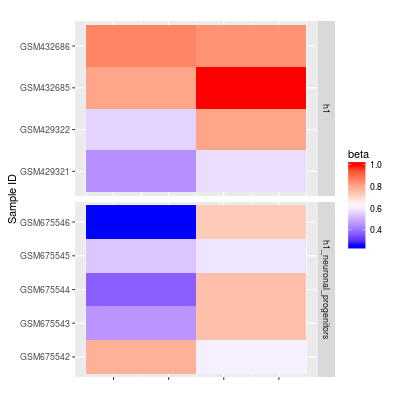 GSM432686
GSM432685
GSM429322
GSM429321
h1
GSM675546
GSM675545
GSM675544
GSM675543
GSM675542
h1_neuronal_progenitors
Sample ID
beta
1.0
0.8
0.6
0.4